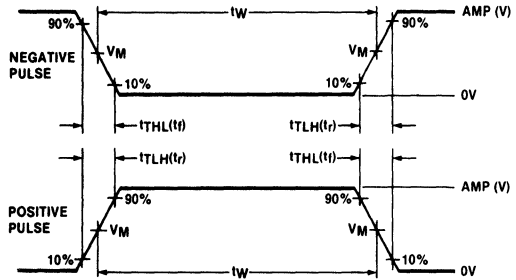 tW
AMP (V)
90%
90%
NEGATIVE
PULSE
VM
VM
10%
10%
0V
tTHL(tf)
tTLH(tr)
tTLH(tr)
tTHL(tf)
AMP (V)
90%
90%
POSITIVE
PULSE
VM
VM
10%
10%
tW
0V